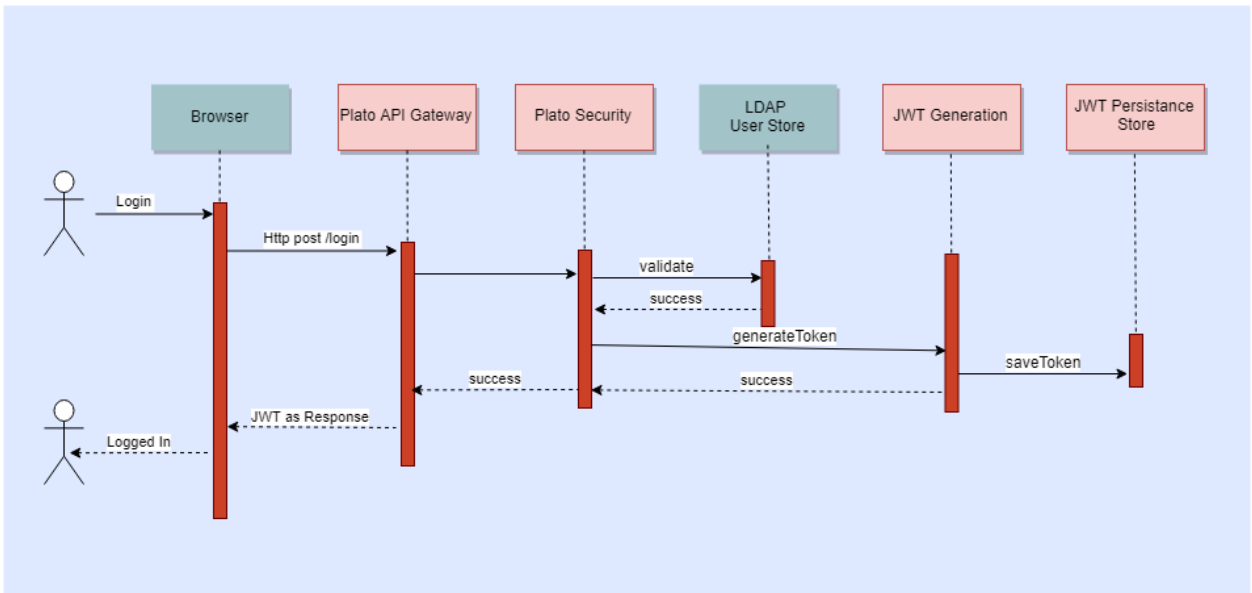 Browser
Plato API Gateway
Plato Security
LDAP
User Store
JWT Generation
JWT Persistance
Store
Login
Http post /login
validate
success
generateToken
saveToken
success
success
JWT as Response
Logged In